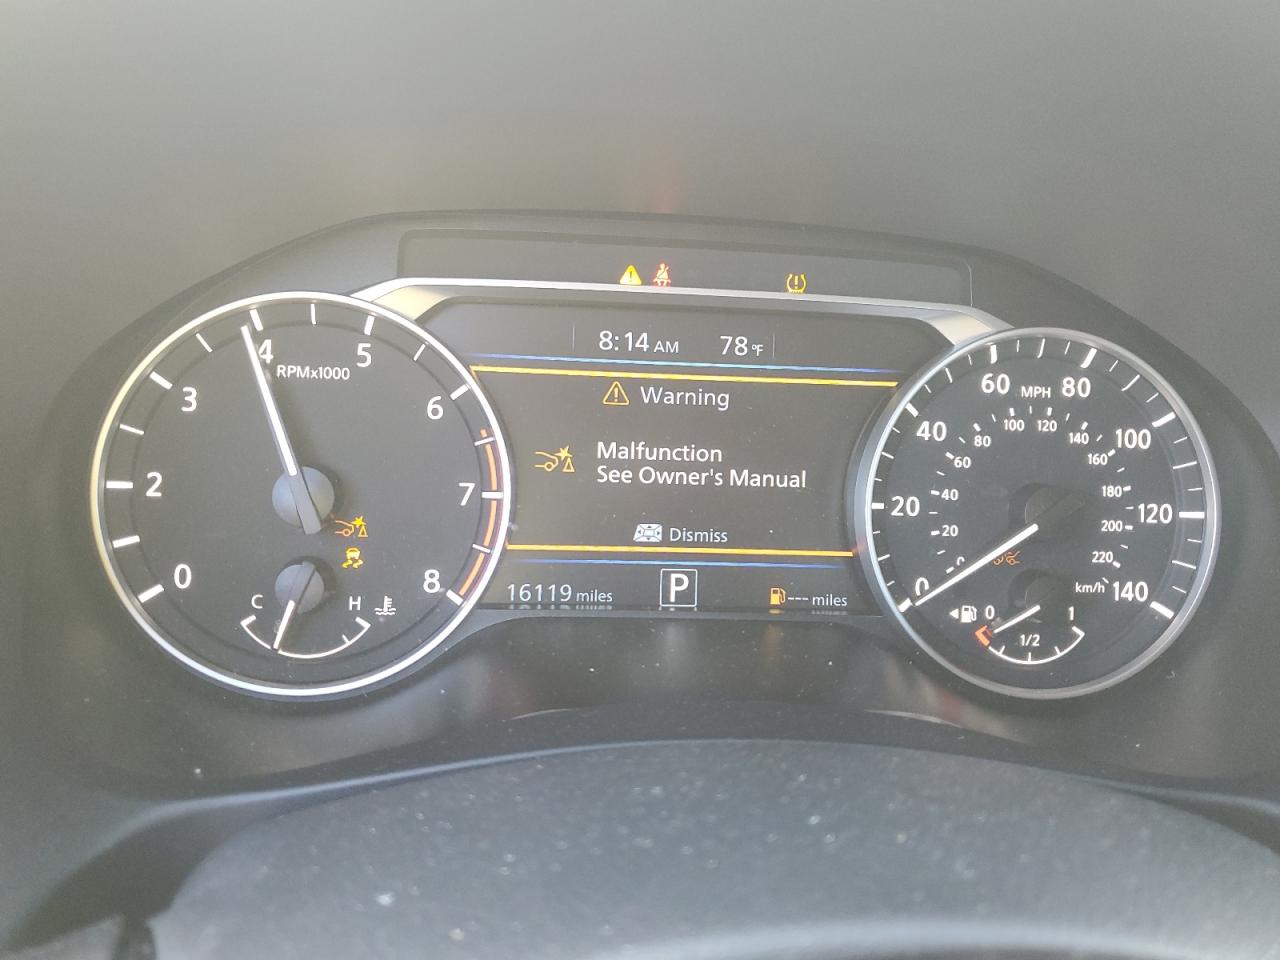 8:14 AM 78°F
Warning
Malfunction
See Owner's Manual
Dismiss
16119 miles P --- miles
0 2 3 4 5 6 7 8
RPMx1000
C H
0 20 40 60 80 100 120 140
MPH
0 20 40 60 80 100 120 140 160 180 200 220
km/h
0 1/2 1